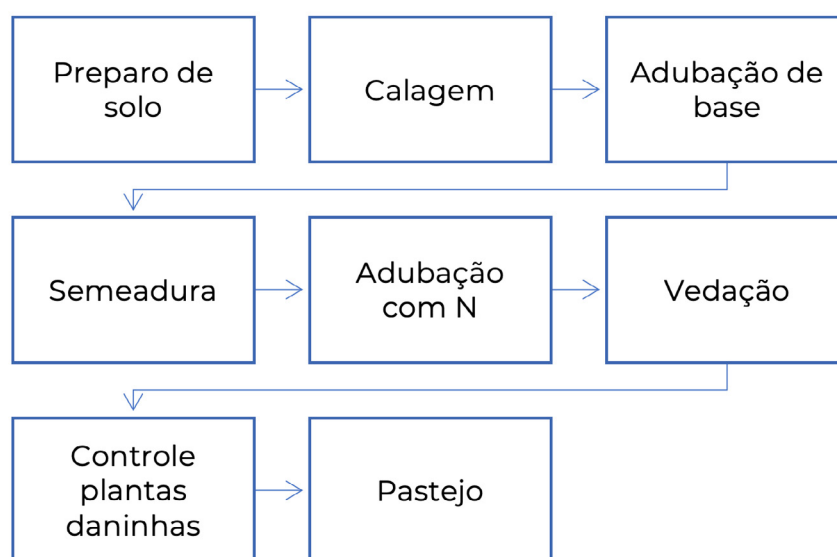 Preparo de
solo
Calagem
Adubação de
base
Semeadura
Adubação
com N
Vedação
Controle
plantas
daninhas
Pastejo